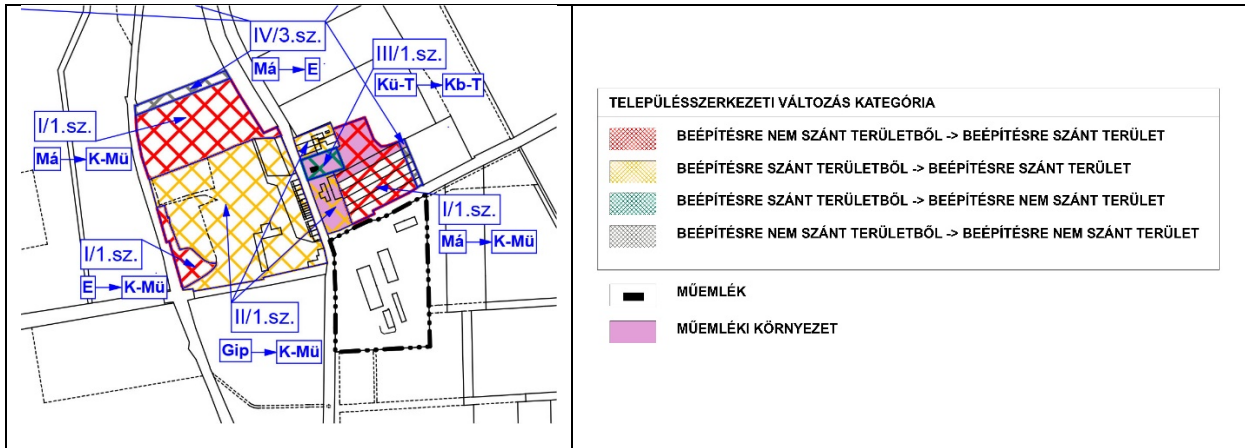 IV/3.sz.
Má E
III/1.sz.
Kü-T Kb-T
I/1.sz.
Má K-Mü
I/1.sz.
E K-Mü
I/1.sz.
Má K-Mü
II/1.sz.
Gip K-Mü
TELEPÜLÉSSZERKEZETI VÁLTOZÁS KATEGÓRIA
BEÉPÍTÉSRE NEM SZÁNT TERÜLETBŐL -> BEÉPÍTÉSRE SZÁNT TERÜLET
BEÉPÍTÉSRE SZÁNT TERÜLETBŐL -> BEÉPÍTÉSRE SZÁNT TERÜLET
BEÉPÍTÉSRE SZÁNT TERÜLETBŐL -> BEÉPÍTÉSRE NEM SZÁNT TERÜLET
BEÉPÍTÉSRE NEM SZÁNT TERÜLETBŐL -> BEÉPÍTÉSRE NEM SZÁNT TERÜLET
MŰEMLÉK
MŰEMLÉKI KÖRNYEZET